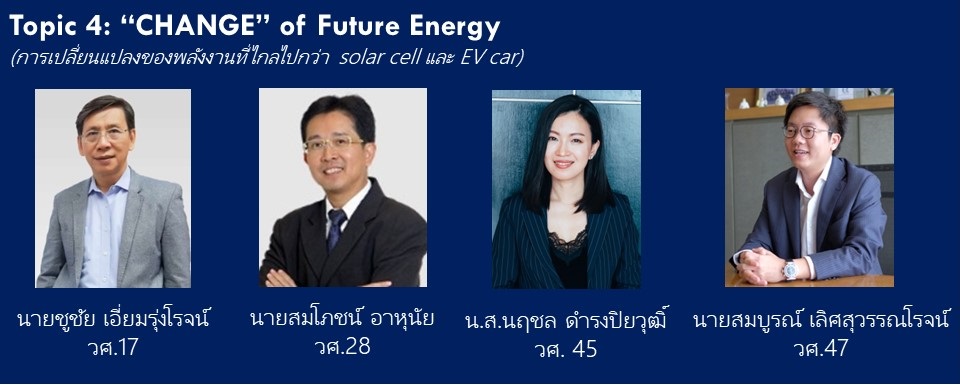 Topic 4: “CHANGE” of Future Energy
(การเปลี่ยนแปลงของพลังงานที่ไกลไปกว่า solar cell และ EV car)
นายชูชัย เอี่ยมรุ่งโรจน์
วศ.17
นายสมโภชน์ อาหุนัย
วศ.28
น.ส.นฤชล ดำรงปิยวุฒิ์
วศ. 45
นายสมบูรณ์ เลิศสุวรรณโรจน์
วศ.47